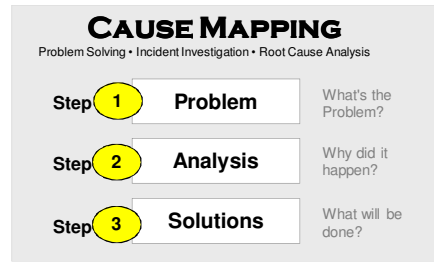 CAUSE MAPPING
Problem Solving • Incident Investigation • Root Cause Analysis
Step 1 Problem What's the
Problem?
Step 2 Analysis Why did it
happen?
Step 3 Solutions What will be
done?